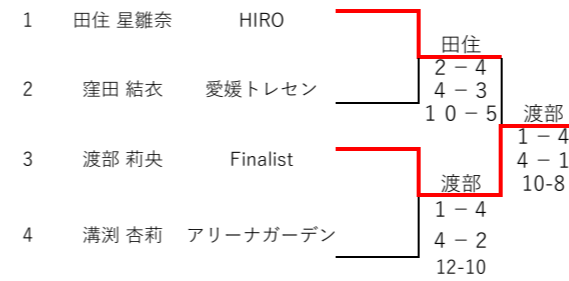 1 田住 星雛奈 HIRO
田住
2 − 4
2 窪田 結衣 愛媛トレセン 4 − 3
10 − 5 渡部
1 − 4
3 渡部 莉央 Finalist 4 − 1
渡部 10-8
1 − 4
4 溝渕 杏莉 アリーナガーデン 4 − 2
12-10